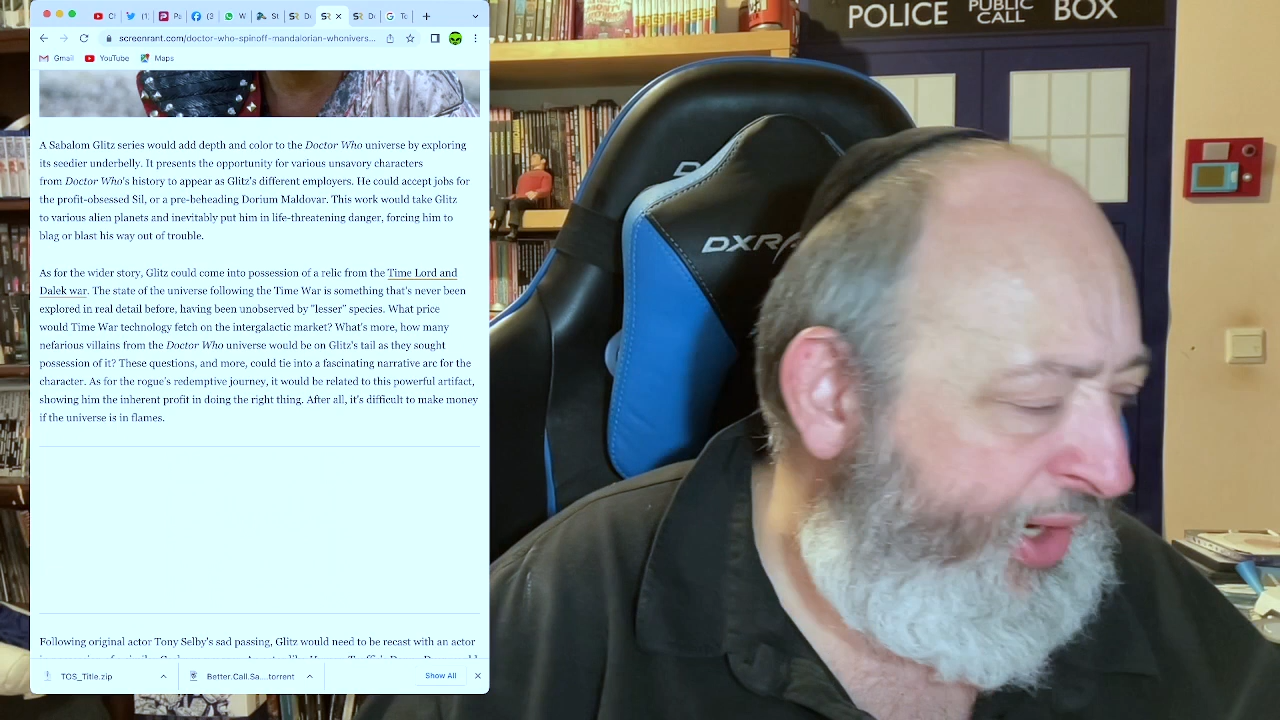 screenrant.com/doctor-who-spinoff-mandalorian-whonivers...
Gmail YouTube Maps
A Sabalom Glitz series would add depth and color to the Doctor Who universe by exploring
its seedier underbelly. It presents the opportunity for various unsavory characters
from Doctor Who's history to appear as Glitz's different employers. He could accept jobs for
the profit-obsessed Sil, or a pre-beheading Dorium Maldovar. This work would take Glitz
to various alien planets and inevitably put him in life-threatening danger, forcing him to
blag or blast his way out of trouble.
As for the wider story, Glitz could come into possession of a relic from the Time Lord and
Dalek war. The state of the universe following the Time War is something that's never been
explored in real detail before, having been unobserved by "lesser" species. What price
would Time War technology fetch on the intergalactic market? What's more, how many
nefarious villains from the Doctor Who universe would be on Glitz's tail as they sought
possession of it? These questions, and more, could tie into a fascinating narrative arc for the
character. As for the rogue's redemptive journey, it would be related to this powerful artifact,
showing him the inherent profit in doing the right thing. After all, it's difficult to make money
if the universe is in flames.
Following original actor Tony Selby's sad passing, Glitz would need to be recast with an actor
TGS_Title.zip
Better.Call.Sa....torrent
Show All
POLICE PUBLIC CALL BOX